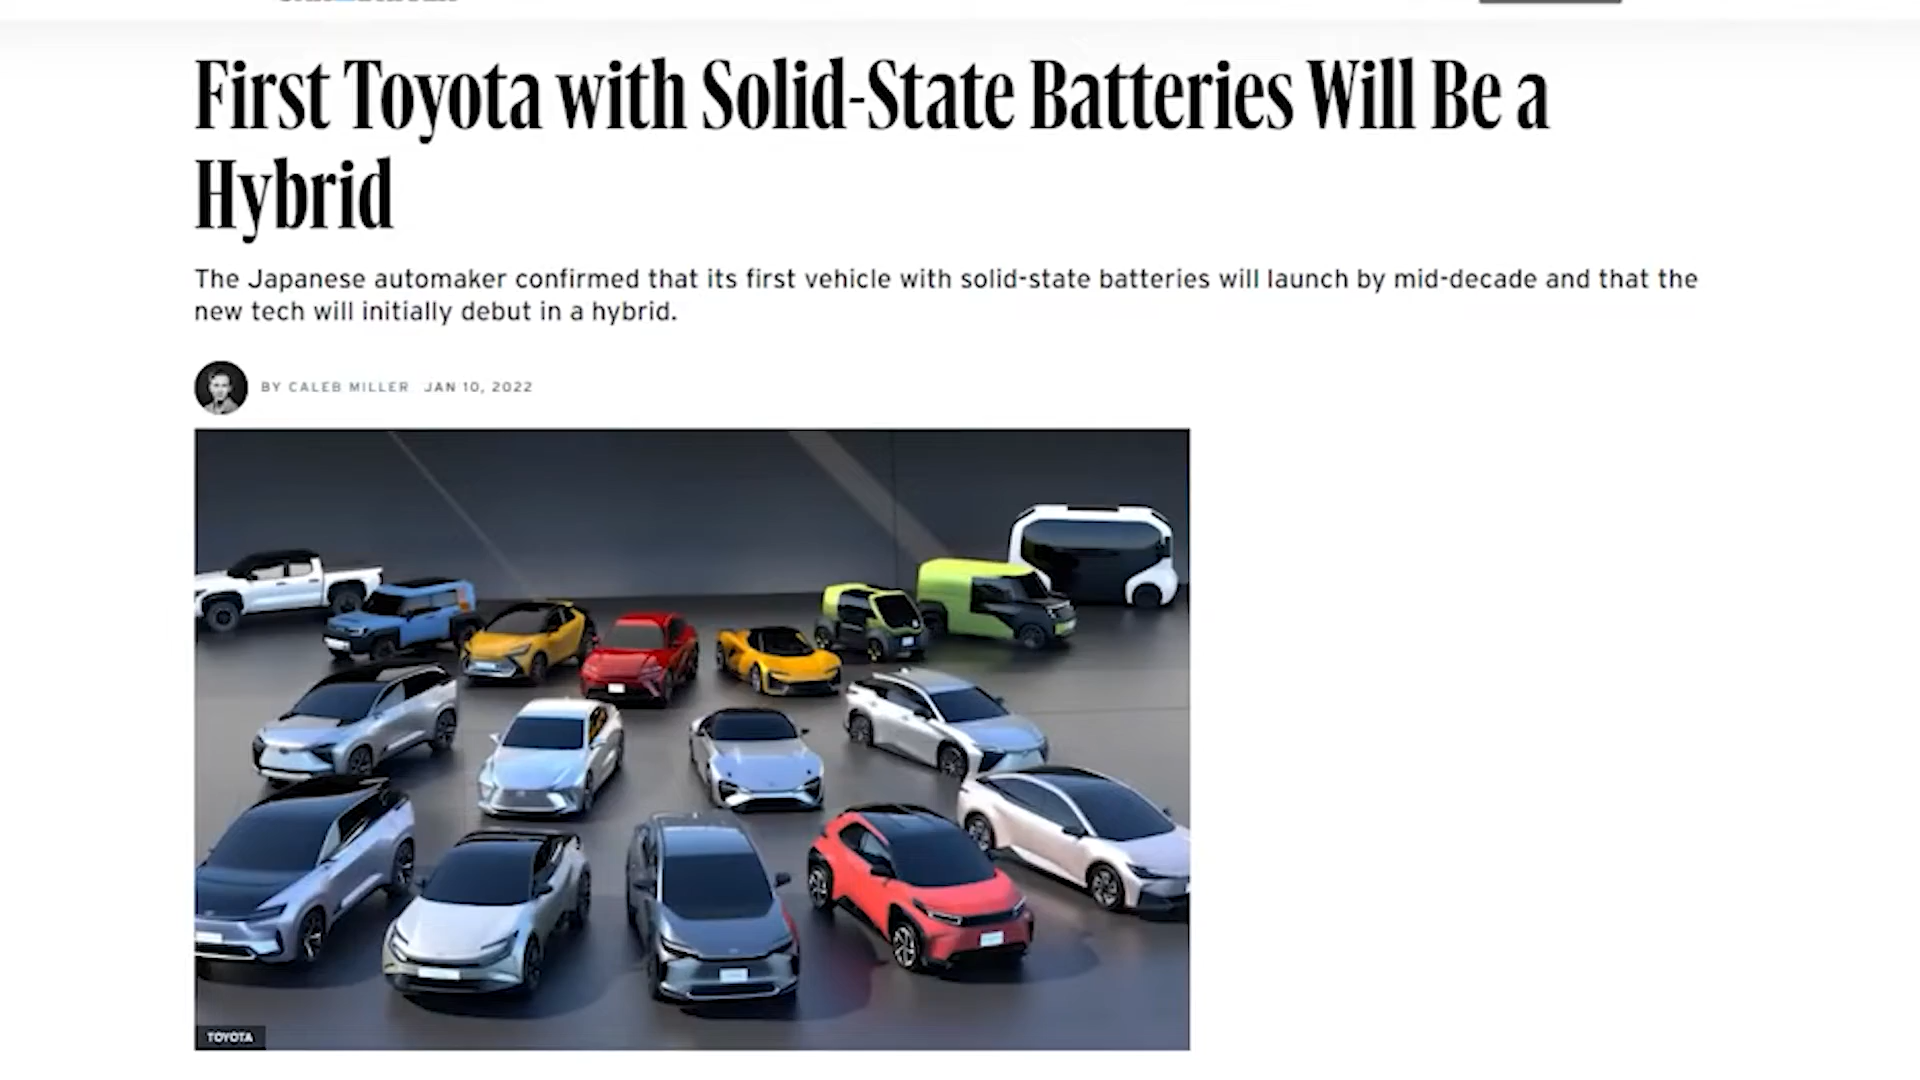 First Toyota with Solid-State Batteries Will Be a
Hybrid
The Japanese automaker confirmed that its first vehicle with solid-state batteries will launch by mid-decade and that the
new tech will initially debut in a hybrid.
BY CALEB MILLER JAN 10, 2022
TOYOTA